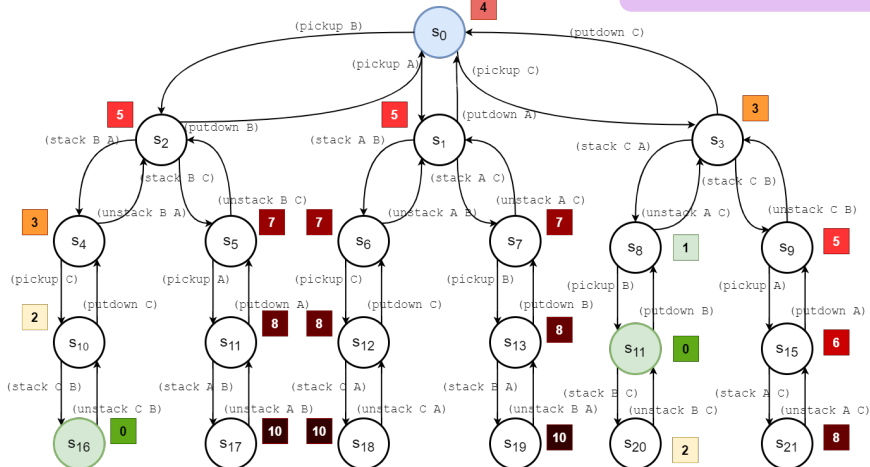 4
(pickup B)
s0
(putdown C)
(pickup A)
(pickup C)
5
5
3
(putdown B)
(putdown A)
s2
s1
s3
(stack B A)
(stack A B)
(stack C A)
(stack B C)
(stack A C)
(stack C B)
(unstack B C)
(unstack A C)
(unstack B A)
(unstack A B)
(unstack A C)
(unstack C B)
3
s4
s5
7
7
s6
s7
7
s8
1
s9
5
(pickup C)
(pickup A)
(pickup C)
(pickup B)
(pickup B)
(pickup A)
(putdown C)
(putdown A)
(putdown C)
(putdown B)
(putdown B)
(putdown A)
2
s10
s11
8
8
s12
s13
8
s11
0
s15
6
(stack C B)
(stack A B)
(stack C A)
(stack B A)
(stack B C)
(stack A C)
(unstack C B)
(unstack A B)
(unstack C A)
(unstack B A)
(unstack B C)
(unstack A C)
s16
0
s17
10
10
s18
s19
10
s20
2
s21
8